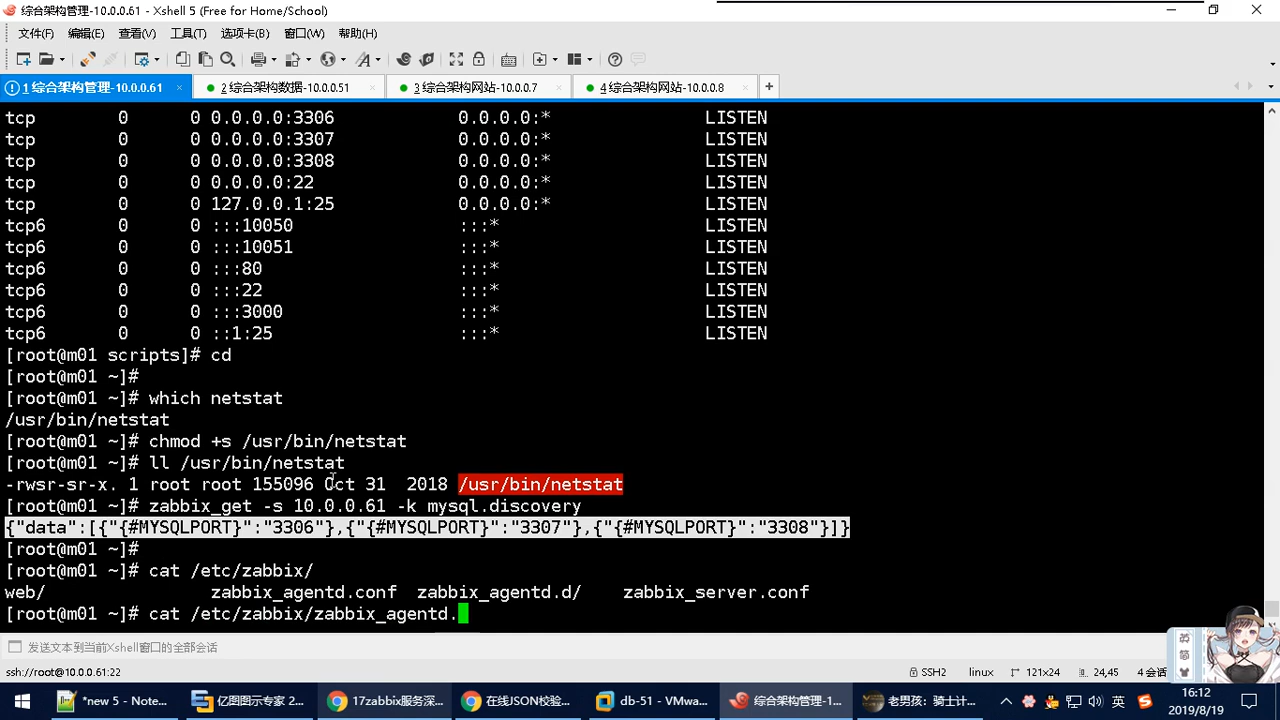 综合架构管理-10.0.0.61 - Xshell 5 (Free for Home/School)
文件(F) 编辑(E) 查看(V) 工具(T) 选项卡(B) 窗口(W) 帮助(H)
1 综合架构管理-10.0.0.61 × 2 综合架构数据-10.0.0.51 × 3 综合架构网站-10.0.0.7 × 4 综合架构网站-10.0.0.8 × +
tcp 0 0 0.0.0.0:3306 0.0.0.0:* LISTEN
tcp 0 0 0.0.0.0:3307 0.0.0.0:* LISTEN
tcp 0 0 0.0.0.0:3308 0.0.0.0:* LISTEN
tcp 0 0 0.0.0.0:22 0.0.0.0:* LISTEN
tcp 0 0 127.0.0.1:25 0.0.0.0:* LISTEN
tcp6 0 0 :::10050 :::* LISTEN
tcp6 0 0 :::10051 :::* LISTEN
tcp6 0 0 :::80 :::* LISTEN
tcp6 0 0 :::22 :::* LISTEN
tcp6 0 0 :::3000 :::* LISTEN
tcp6 0 0 ::1:25 :::* LISTEN
[root@m01 scripts]# cd
[root@m01 ~]#
[root@m01 ~]# which netstat
/usr/bin/netstat
[root@m01 ~]# chmod +s /usr/bin/netstat
[root@m01 ~]# ll /usr/bin/netstat
-rwsr-sr-x. 1 root root 155096 Oct 31  2018 /usr/bin/netstat
[root@m01 ~]# zabbix_get -s 10.0.0.61 -k mysql.discovery
{"data":[{"{#MYSQLPORT}":"3306"},{"{#MYSQLPORT}":"3307"},{"{#MYSQLPORT}":"3308"}]}
[root@m01 ~]#
[root@m01 ~]# cat /etc/zabbix/
web/ zabbix_agentd.conf zabbix_agentd.d/ zabbix_server.conf
[root@m01 ~]# cat /etc/zabbix/zabbix_agentd.
发送文本到当前Xshell窗口的全部会话
ssh://root@10.0.0.61:22 SSH2 linux 121x24 24,45 4 会话
英
简
*new 5 - Note... 亿图图示专家 2... 17zabbix服务深... 在线JSON校验... db-51 - VMwa... 综合架构管理-1... 老男孩: 骑士计... 英 16:12
2019/8/19